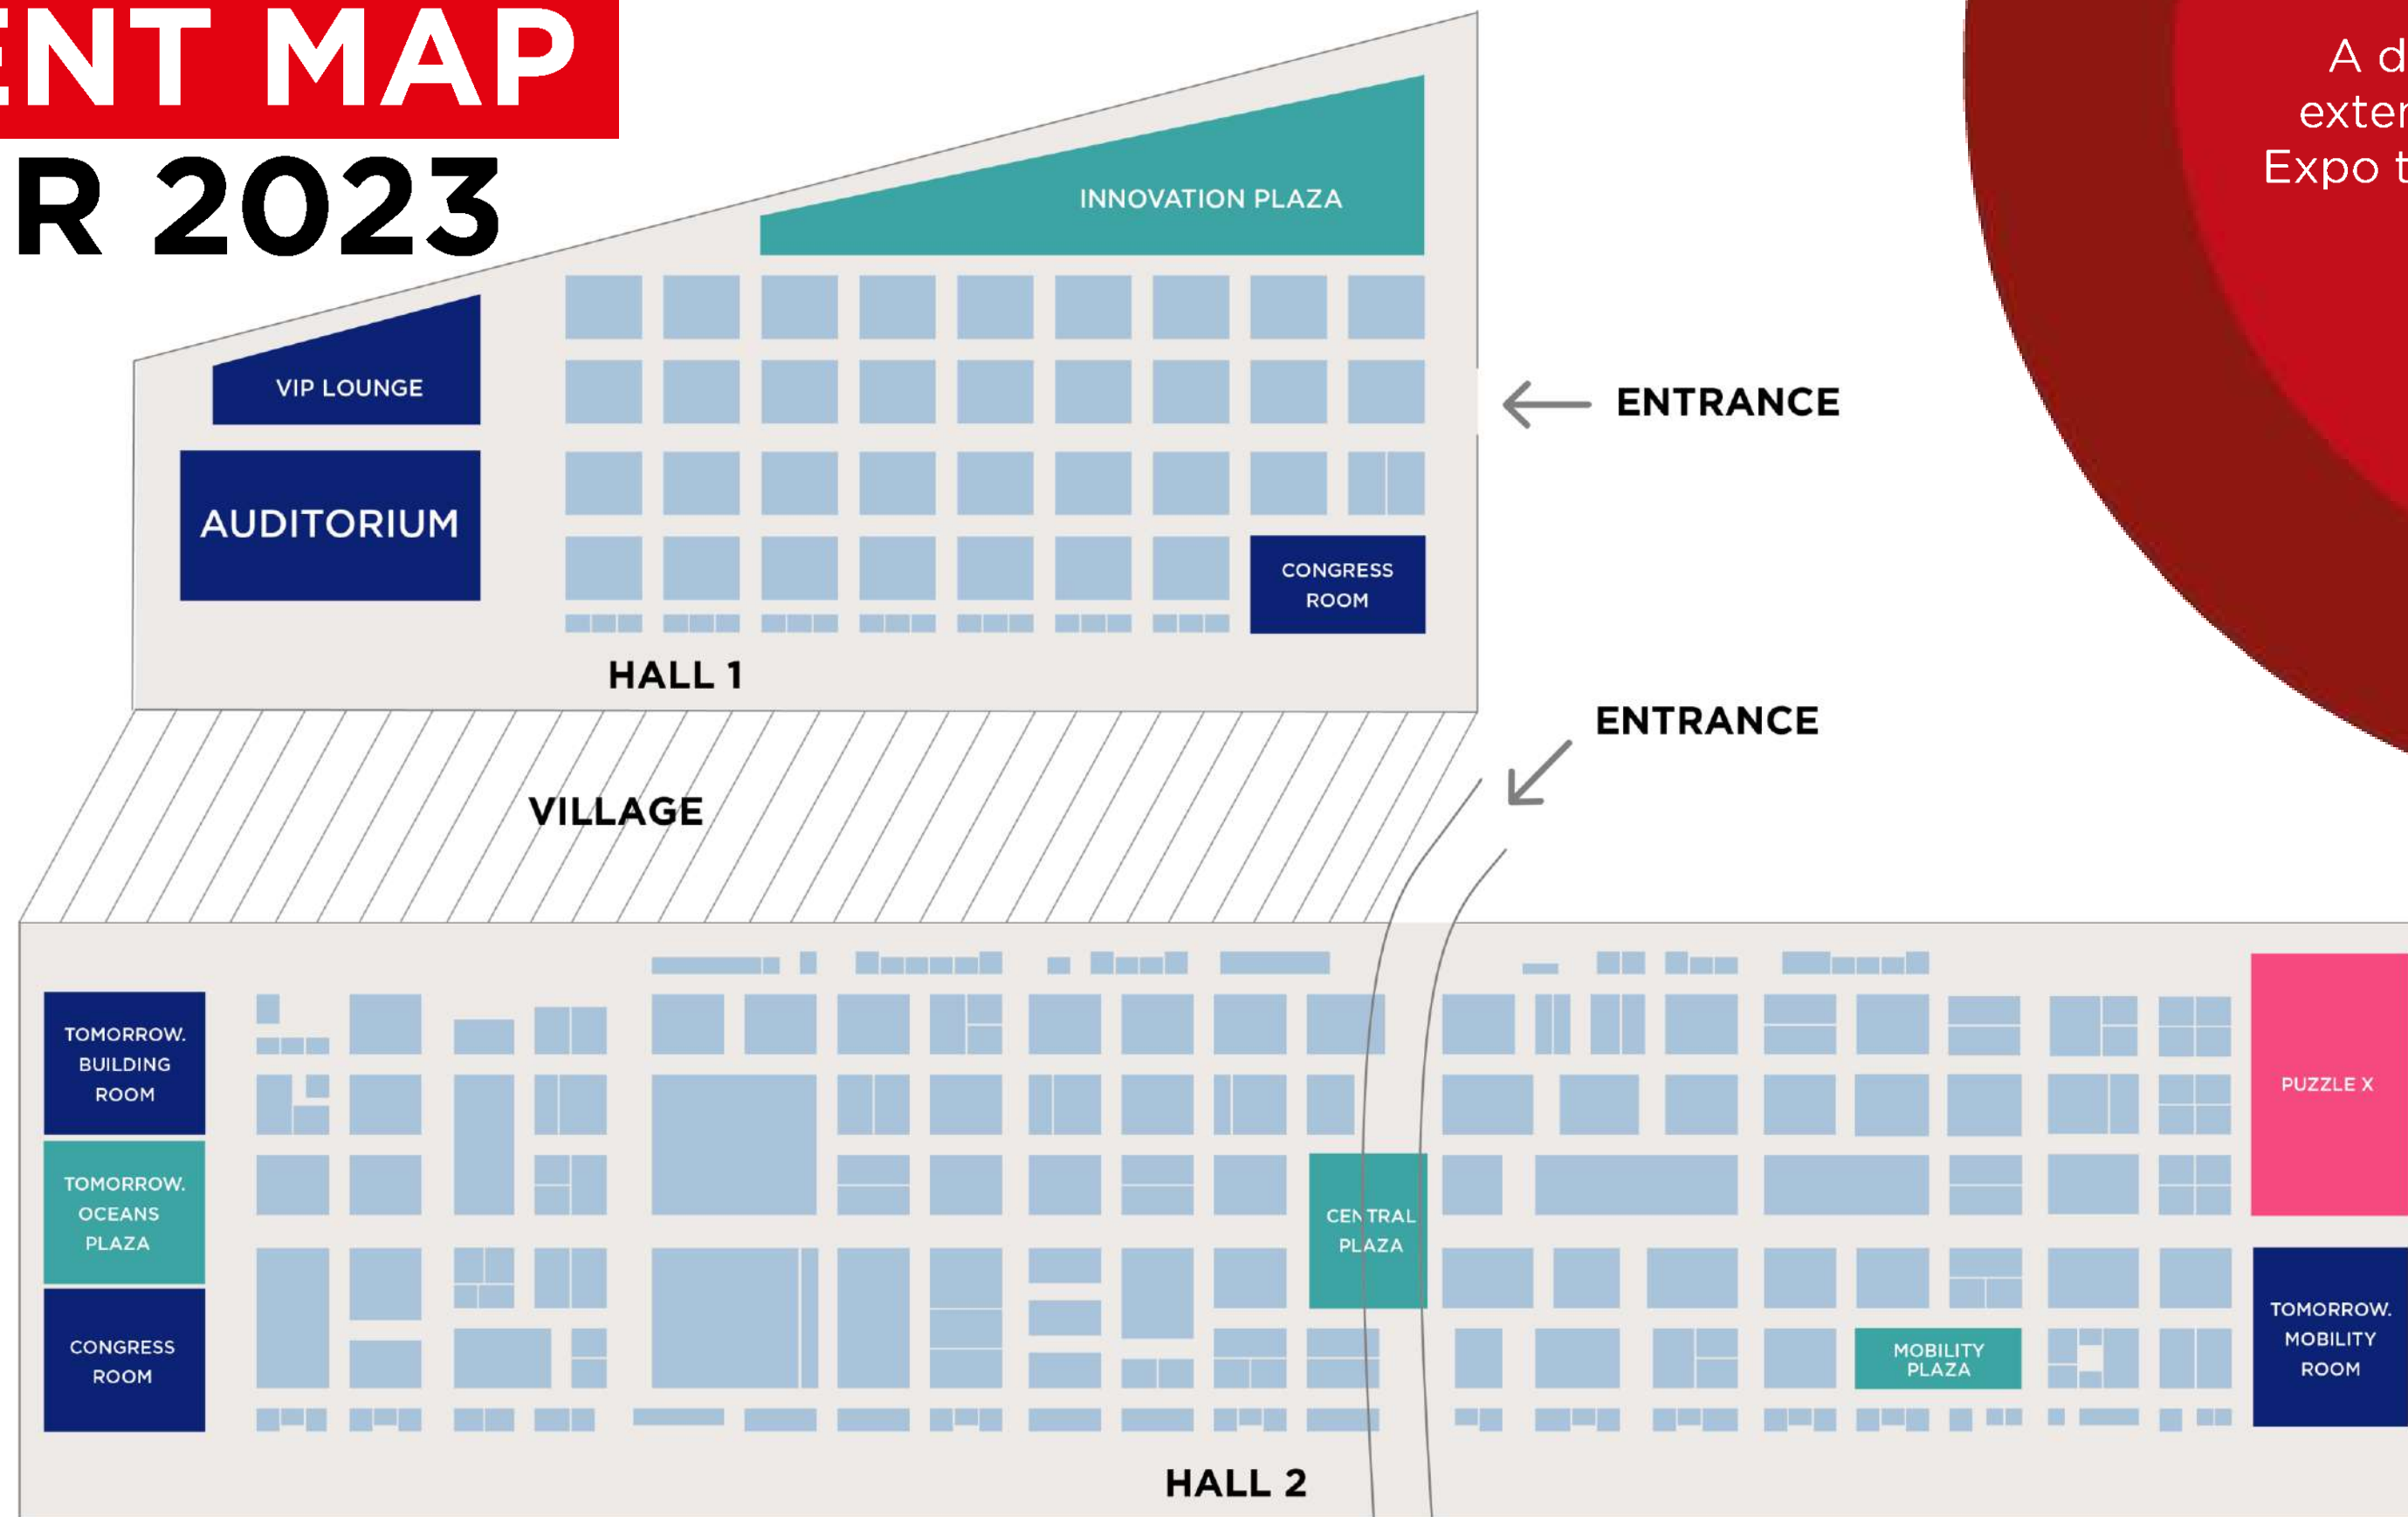 ENT MAP
R 2023
A d
exter
Expo t
INNOVATION PLAZA
VIP LOUNGE
ENTRANCE
AUDITORIUM
CONGRESS
ROOM
HALL 1
ENTRANCE
VILLAGE
TOMORROW.
BUILDING
ROOM
PUZZLE X
TOMORROW.
OCEANS
PLAZA
CENTRAL
PLAZA
CONGRESS
ROOM
MOBILITY
PLAZA
TOMORROW.
MOBILITY
ROOM
HALL 2